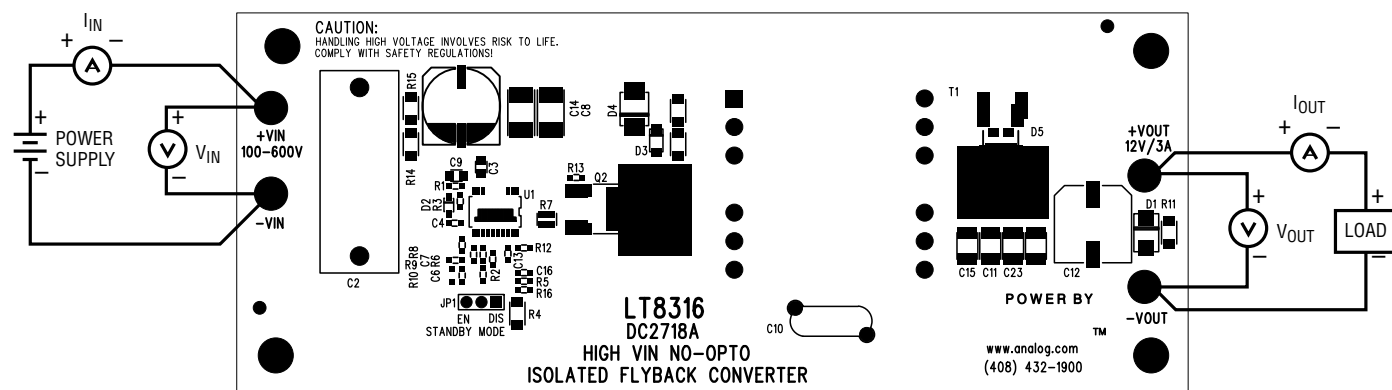 I_IN
+ A −
+ − POWER SUPPLY
+ V − V_IN
CAUTION:
HANDLING HIGH VOLTAGE INVOLVES RISK TO LIFE.
COMPLY WITH SAFETY REGULATIONS!
+VIN
100-600V
-VIN
C2
R15
R14
C14
C8
D4
D3
C9
C3
R1
D2
R3
C4
U1
R7
R13
Q2
R8
C7
R9
R6
R10
C6
R2
C13
R12
C16
R5
R16
JP1
EN DIS
STANDBY MODE
R4
LT8316
DC2718A
HIGH VIN NO-OPTO
ISOLATED FLYBACK CONVERTER
C10
T1
D5
C15 C11 C23
C12
D1
R11
+VOUT
12V/3A
-VOUT
POWER BY
™
www.analog.com
(408) 432-1900
I_OUT
+ A −
+ V − V_OUT
+ LOAD −